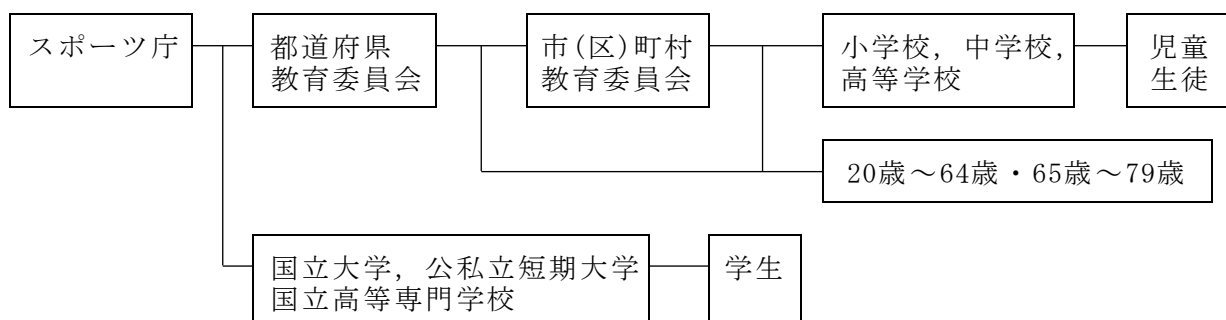 スポーツ庁
都道府県
教育委員会
市(区)町村
教育委員会
小学校，中学校，
高等学校
児童
生徒
20歳～64歳・65歳～79歳
国立大学，公私立短期大学
国立高等専門学校
学生